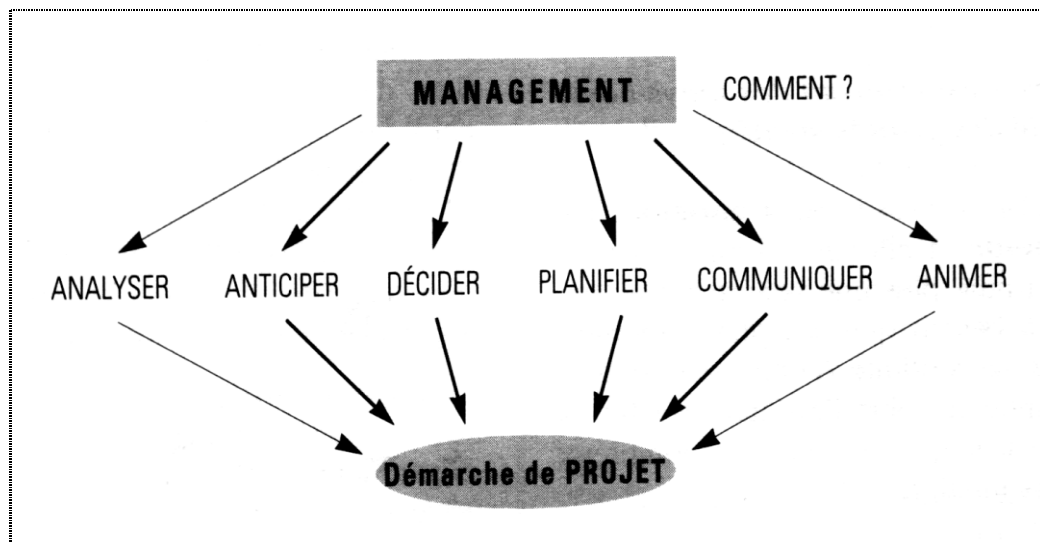 MANAGEMENT COMMENT ?
ANALYSER ANTICIPER DÉCIDER PLANIFIER COMMUNIQUER ANIMER
Démarche de PROJET